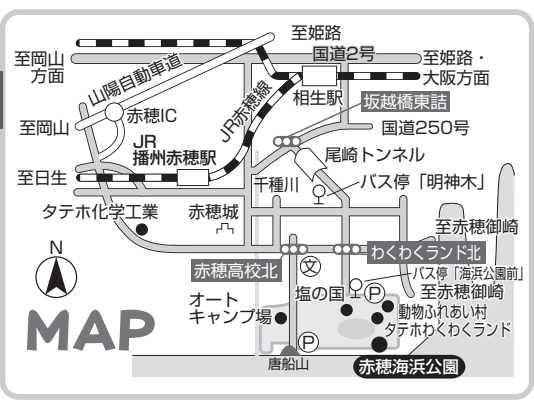 至姫路
国道2号
至岡山
方面
至姫路・
大阪方面
山陽自動車道
相生駅
坂越橋東詰
赤穂IC
JR赤穂線
至岡山
国道250号
JR
播州赤穂駅
尾崎トンネル
至日生
千種川
バス停「明神木」
タテホ化学工業
赤穂城
至赤穂御崎
N
わくわくランド北
赤穂高校北
文
バス停「海浜公園前」
塩の国
P
至赤穂御崎
オート
キャンプ場
動物ふれあい村
タテホわくわくランド
MAP
P
唐船山
赤穂海浜公園